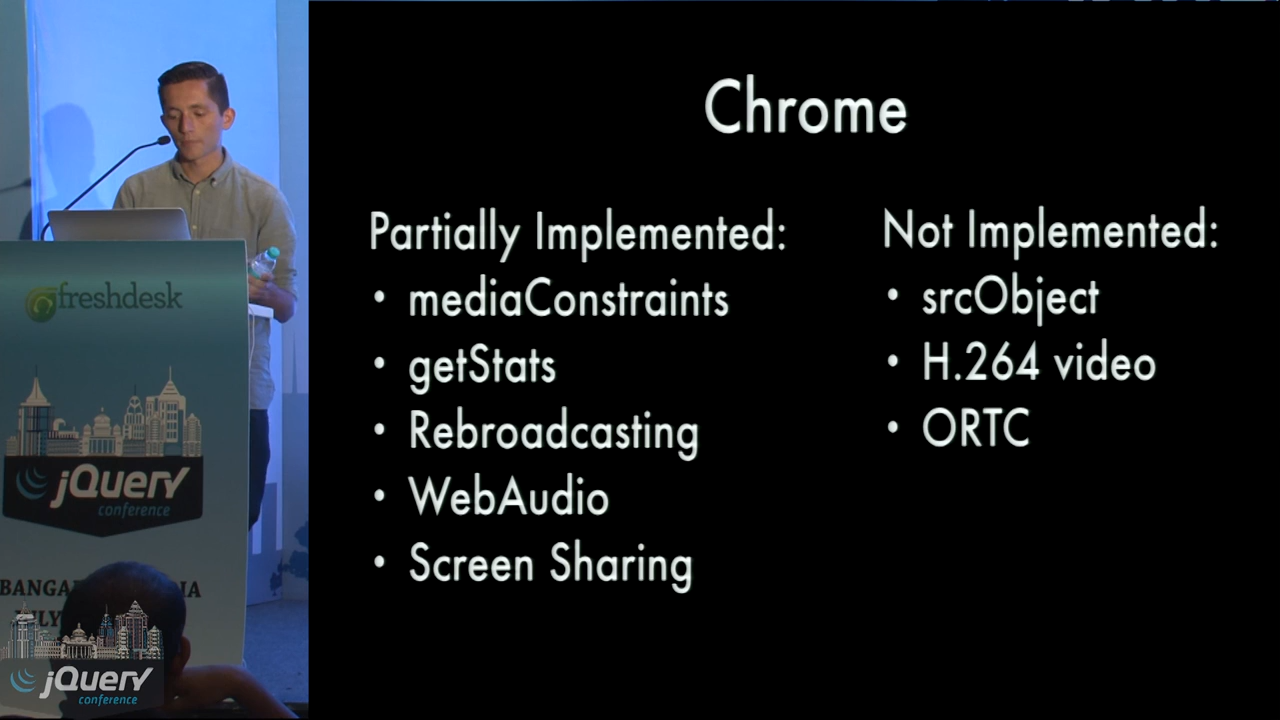 Chrome
Partially Implemented:
• mediaConstraints
• getStats
• Rebroadcasting
• WebAudio
• Screen Sharing
Not Implemented:
• srcObject
• H.264 video
• ORTC
freshdesk
jQuery
conference
jQuery
conference